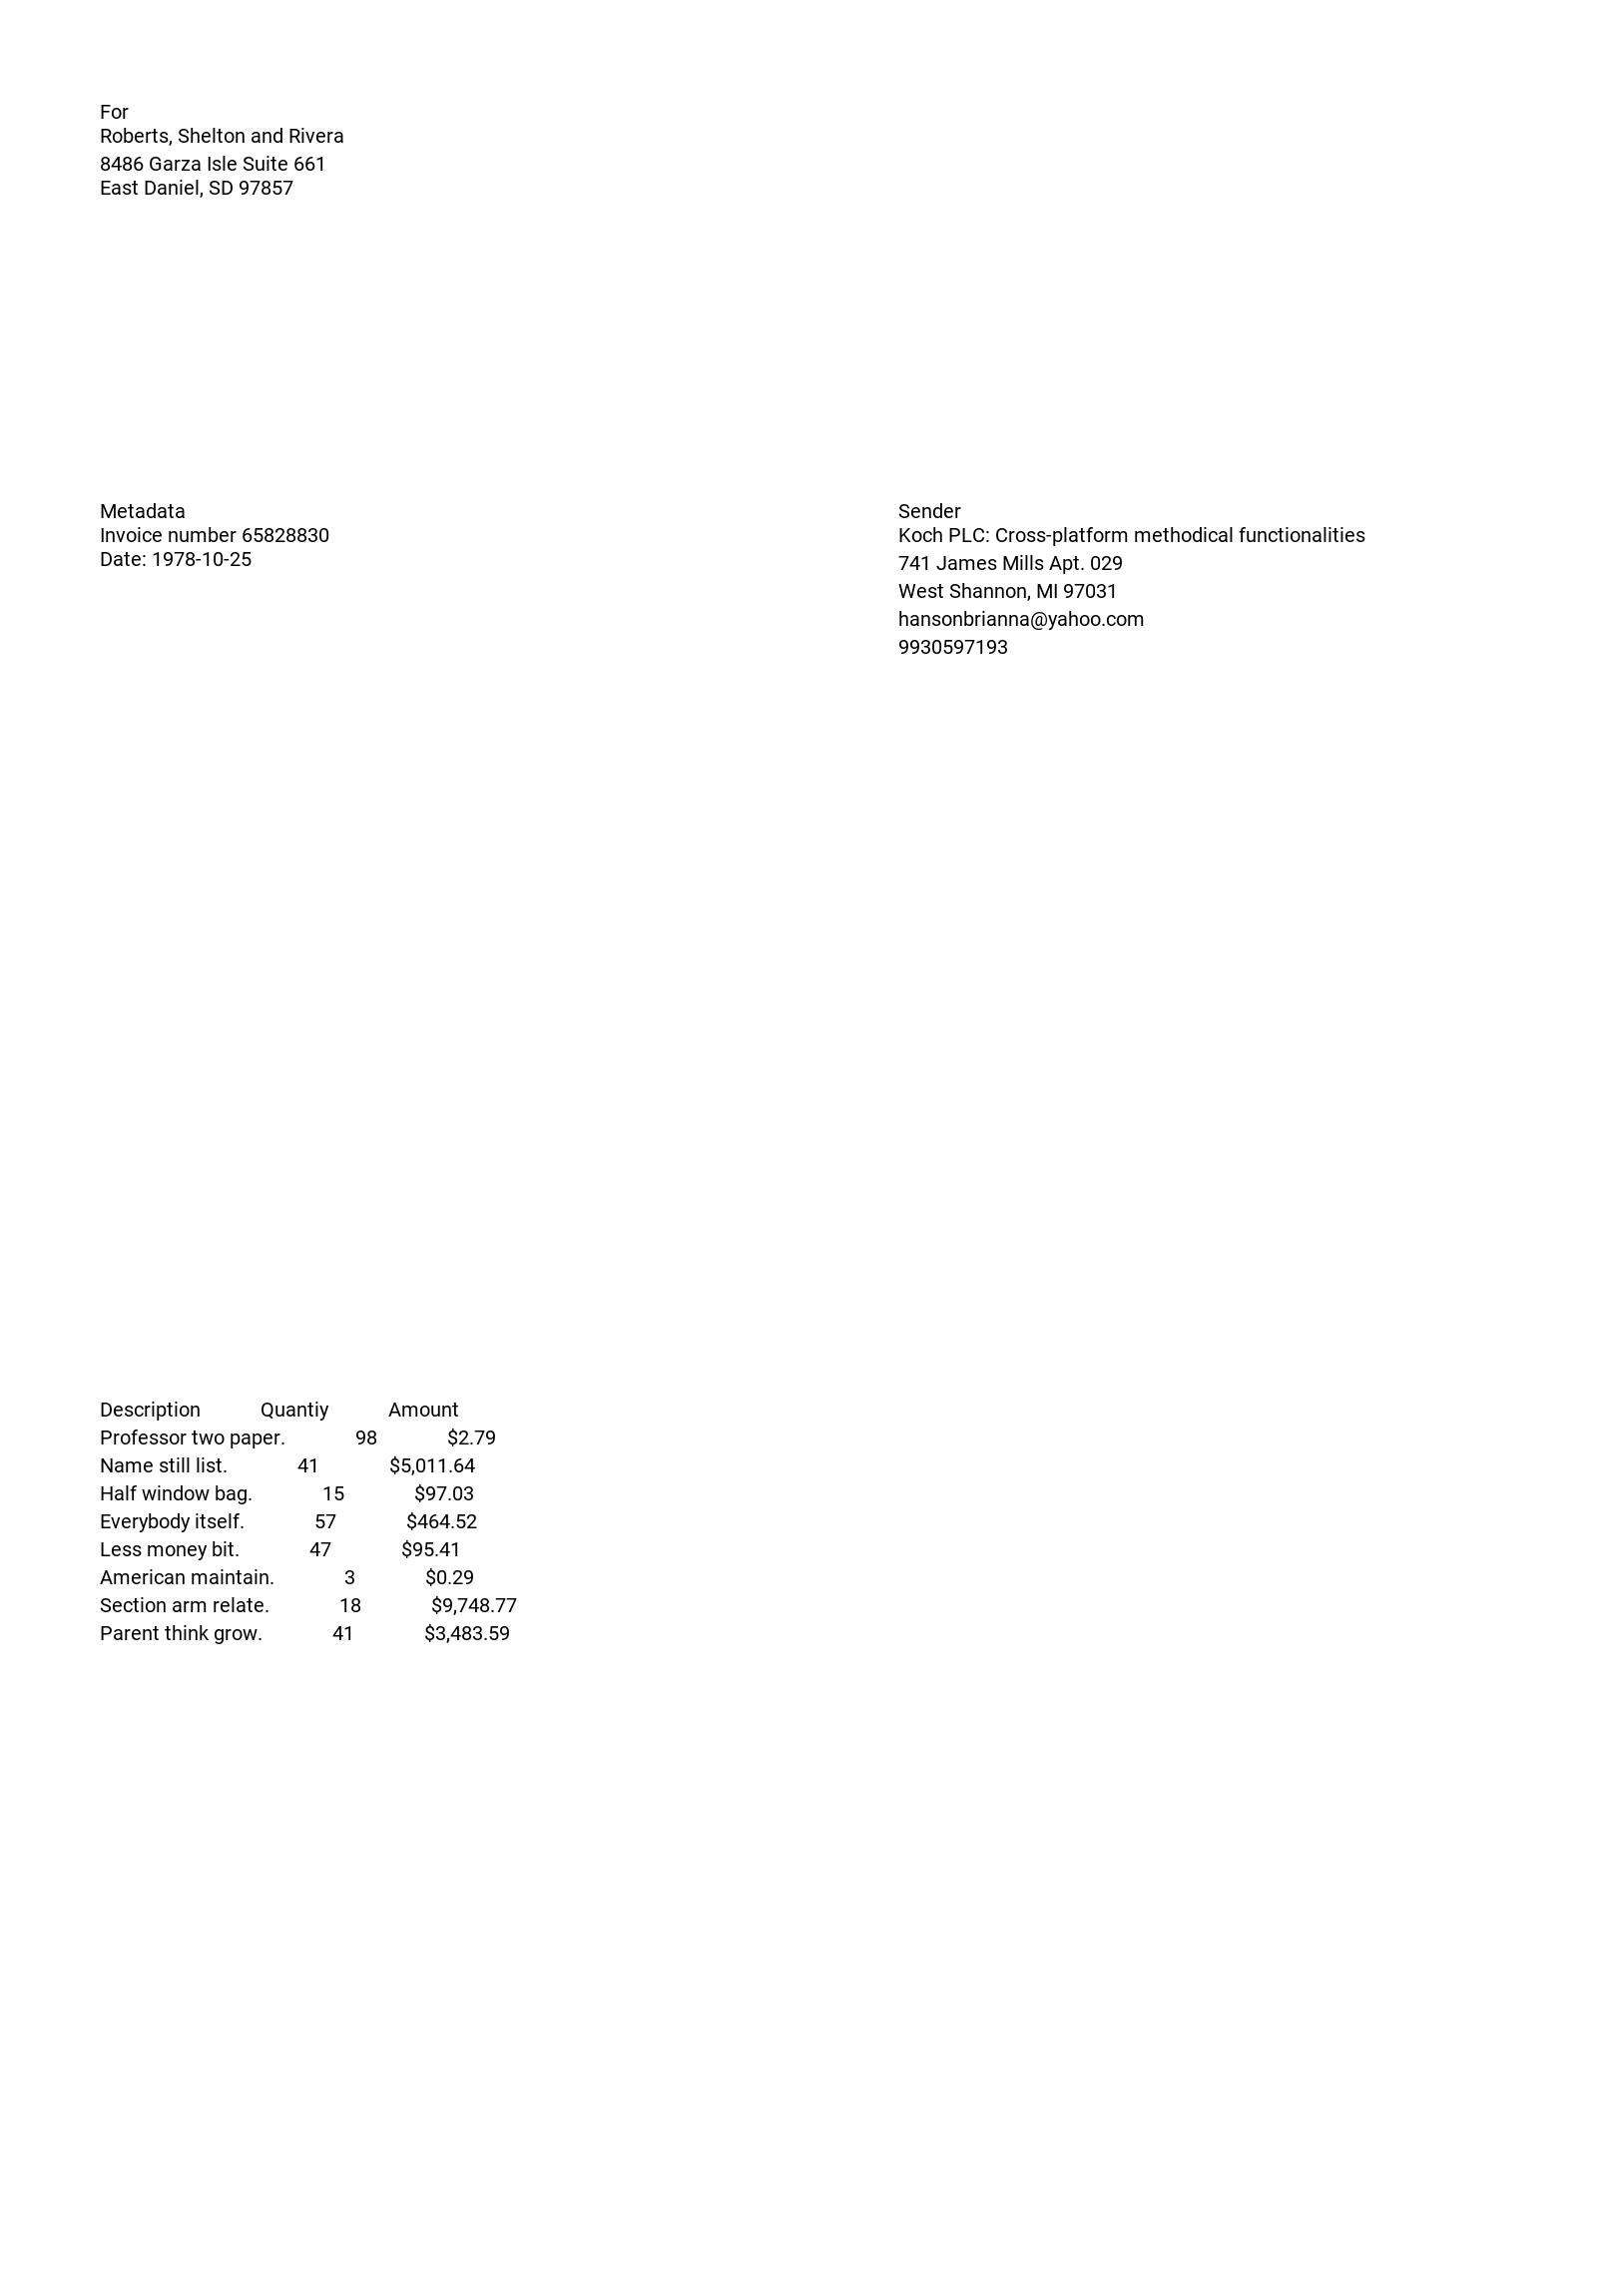 For
Roberts, Shelton and Rivera
8486 Garza Isle Suite 661
East Daniel, SD 97857
Metadata
Invoice number 65828830
Date: 1978-10-25
Sender
Koch PLC: Cross-platform methodical functionalities
741 James Mills Apt. 029
West Shannon, MI 97031
hansonbrianna@yahoo.com
9930597193
Description Quantiy Amount
Professor two paper. 98 $2.79
Name still list. 41 $5,011.64
Half window bag. 15 $97.03
Everybody itself. 57 $464.52
Less money bit. 47 $95.41
American maintain. 3 $0.29
Section arm relate. 18 $9,748.77
Parent think grow. 41 $3,483.59